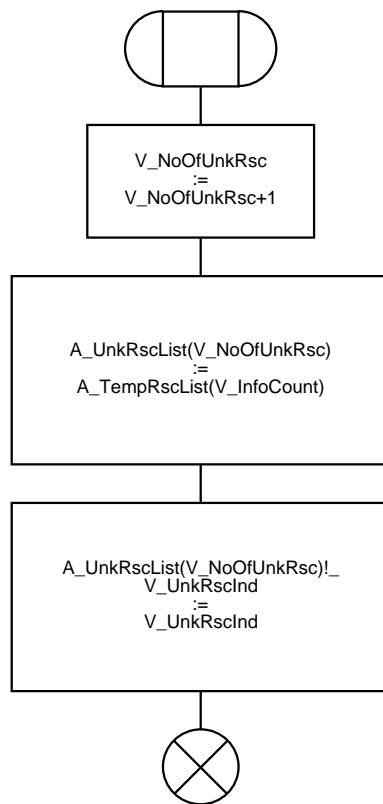 V_NoOfUnkRsc
:=
V_NoOfUnkRsc+1
A_UnkRscList(V_NoOfUnkRsc)
:=
A_TempRscList(V_InfoCount)
A_UnkRscList(V_NoOfUnkRsc)!_
V_UnkRscInd
:=
V_UnkRscInd